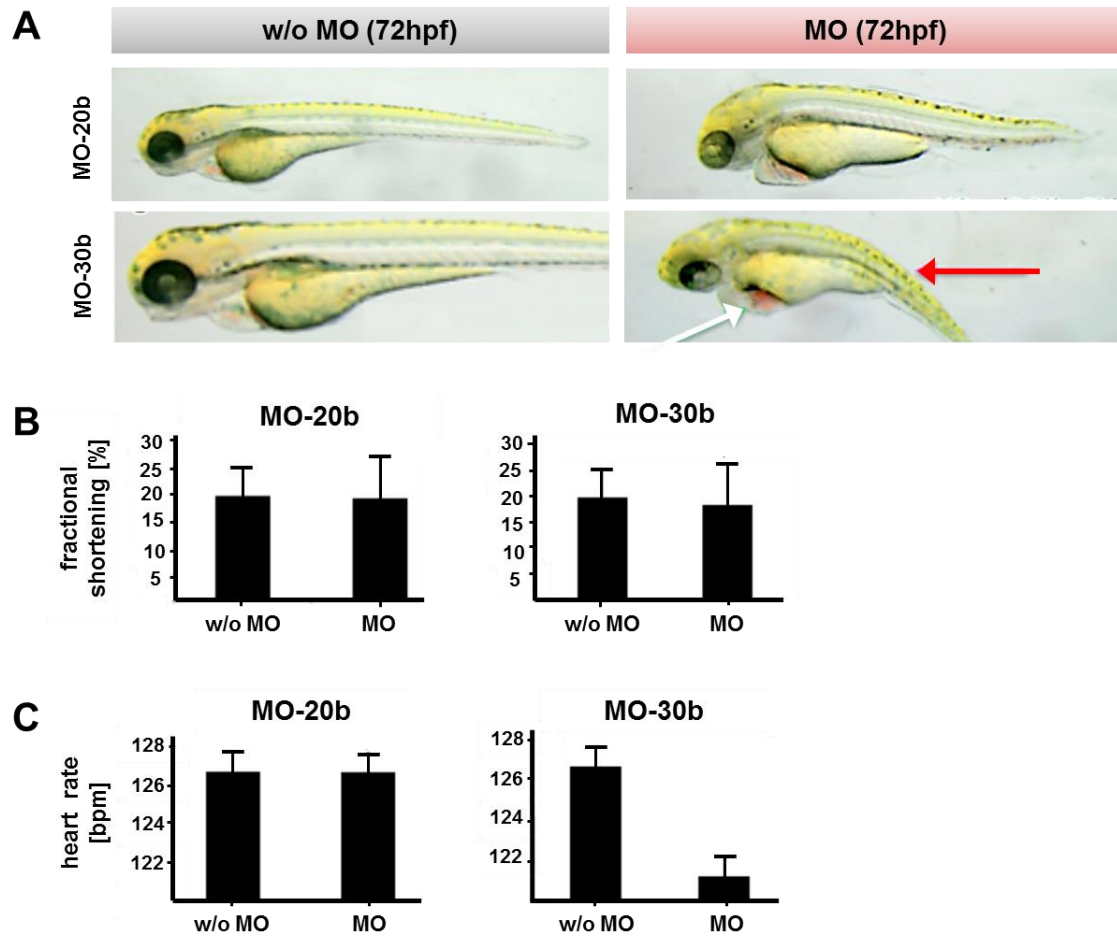 A
w/o MO (72hpf)
MO (72hpf)
MO-20b
MO-30b
B
MO-20b
MO-30b
fractional
shortening [%]
30
25
20
15
10
5
w/o MO
MO
30
25
20
15
10
5
w/o MO
MO
C
MO-20b
MO-30b
heart rate
[bpm]
128
126
124
122
w/o MO
MO
128
126
124
122
w/o MO
MO